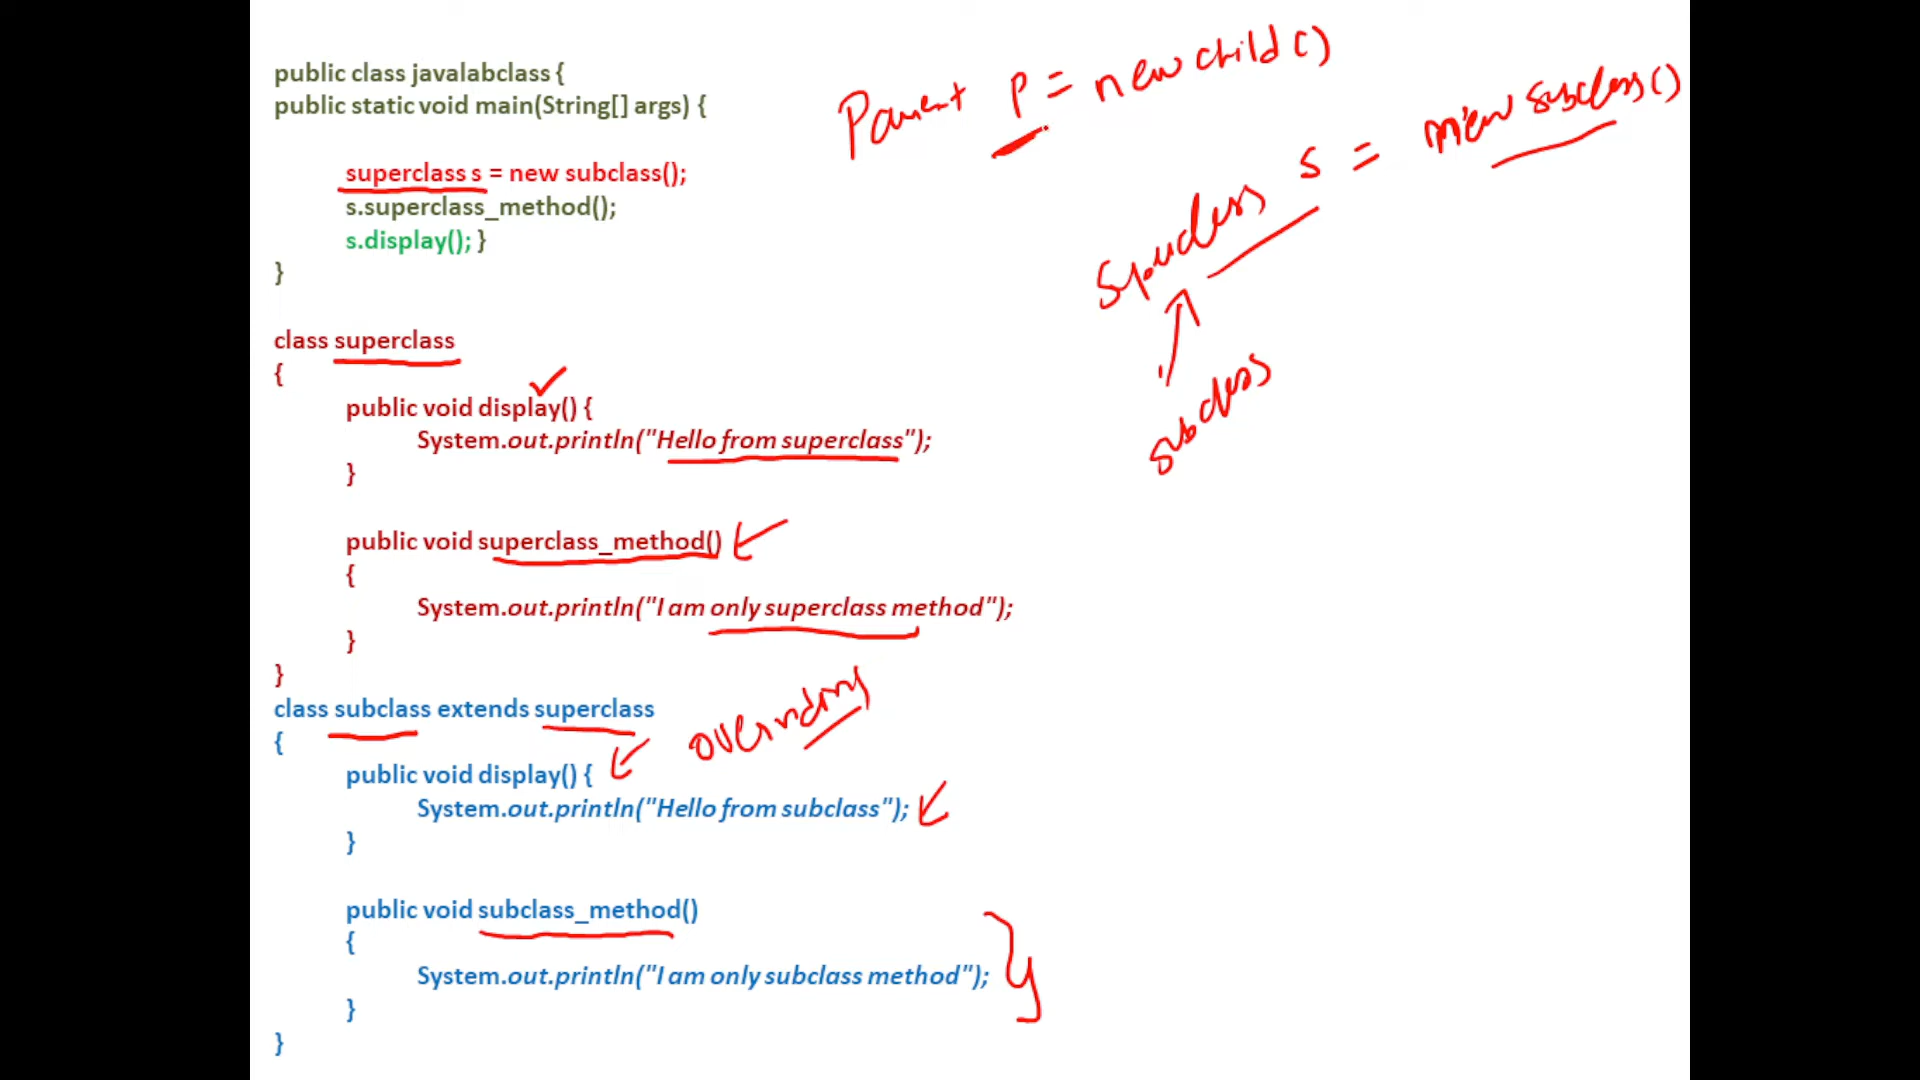 public class javalabclass {
public static void main(String[] args) {
superclass s = new subclass();
s.superclass_method();
s.display(); }
}
class superclass
{
public void display() {
System.out.println("Hello from superclass");
}
public void superclass_method()
{
System.out.println("I am only superclass method");
}
}
class subclass extends superclass
{
public void display() {
System.out.println("Hello from subclass");
}
public void subclass_method()
{
System.out.println("I am only subclass method");
}
}
Parent p = new child()
s = new subclass()
subclass
overriding